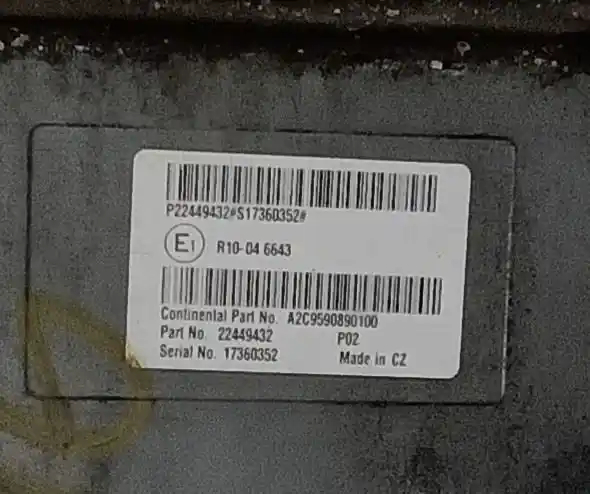 P22449432#S17360352#
E1 R10-04 6643
Continental Part No. A2C9590890100
Part No. 22449432 P02
Serial No. 17360352 Made in CZ